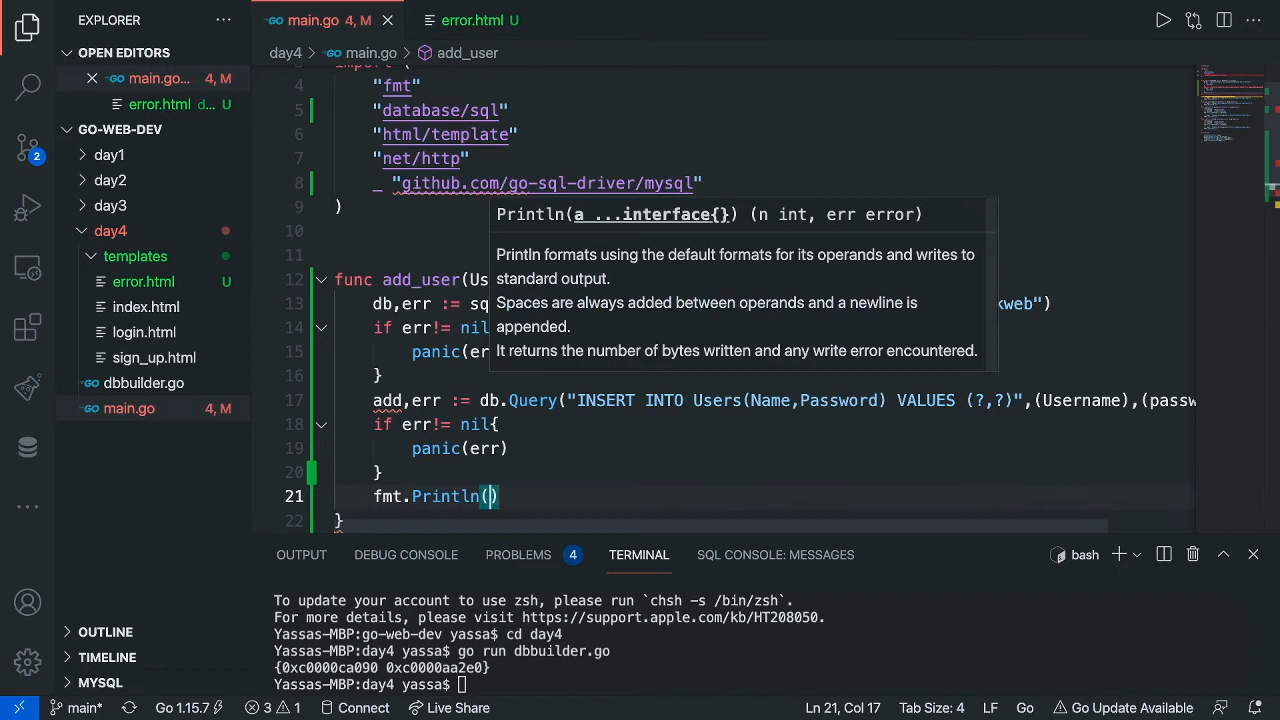 EXPLORER
main.go 4, M
error.html U
OPEN EDITORS
main.go... 4, M
error.html d... U
GO-WEB-DEV
day1
day2
day3
day4
templates
error.html U
index.html
login.html
sign_up.html
dbbuilder.go
main.go 4, M
OUTLINE
TIMELINE
MYSQL
2
day4 > main.go > add_user
4 "fmt"
5 "database/sql"
6 "html/template"
7 "net/http"
8 _ "github.com/go-sql-driver/mysql"
9 )
10
11
12 func add_user(Us
13 db,err := sq kweb")
14 if err!= nil
15 panic(er
16 }
17 add,err := db.Query("INSERT INTO Users(Name,Password) VALUES (?,?)",(Username),(passw
18 if err!= nil{
19 panic(err)
20 }
21 fmt.Println()
22 }
Println(a ...interface{}) (n int, err error)
Println formats using the default formats for its operands and writes to
standard output.
Spaces are always added between operands and a newline is
appended.
It returns the number of bytes written and any write error encountered.
OUTPUT DEBUG CONSOLE PROBLEMS 4 TERMINAL SQL CONSOLE: MESSAGES bash
To update your account to use zsh, please run `chsh -s /bin/zsh`.
For more details, please visit https://support.apple.com/kb/HT208050.
Yassas-MBP:go-web-dev yassa$ cd day4
Yassas-MBP:day4 yassa$ go run dbbuilder.go
{0xc0000ca090 0xc0000aa2e0}
Yassas-MBP:day4 yassa$
main* Go 1.15.7 3 1 Connect Live Share Ln 21, Col 17 Tab Size: 4 LF Go Go Update Available